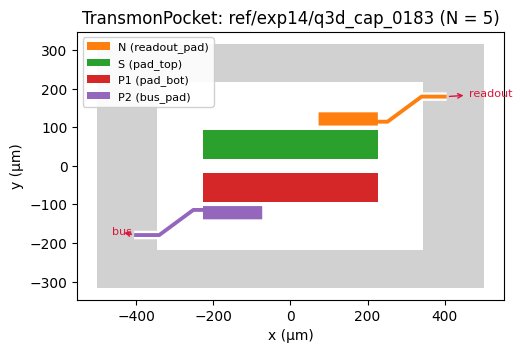 TransmonPocket: ref/exp14/q3d_cap_0183 (N = 5)
N (readout_pad)
S (pad_top)
P1 (pad_bot)
P2 (bus_pad)
readout
bus
y (μm)
300
200
100
0
−100
−200
−300
−400
−200
0
200
400
x (μm)